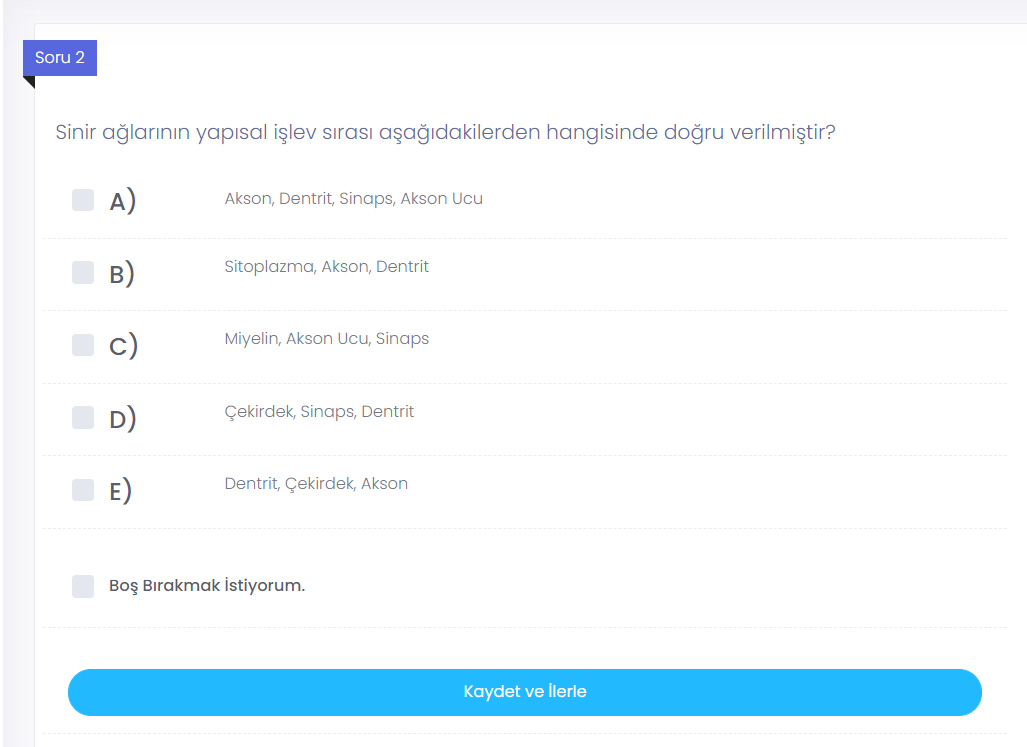 Soru 2
Sinir ağlarının yapısal işlev sırası aşağıdakilerden hangisinde doğru verilmiştir?
A) Akson, Dentrit, Sinaps, Akson Ucu
B) Sitoplazma, Akson, Dentrit
C) Miyelin, Akson Ucu, Sinaps
D) Çekirdek, Sinaps, Dentrit
E) Dentrit, Çekirdek, Akson
Boş Bırakmak İstiyorum.
Kaydet ve İlerle